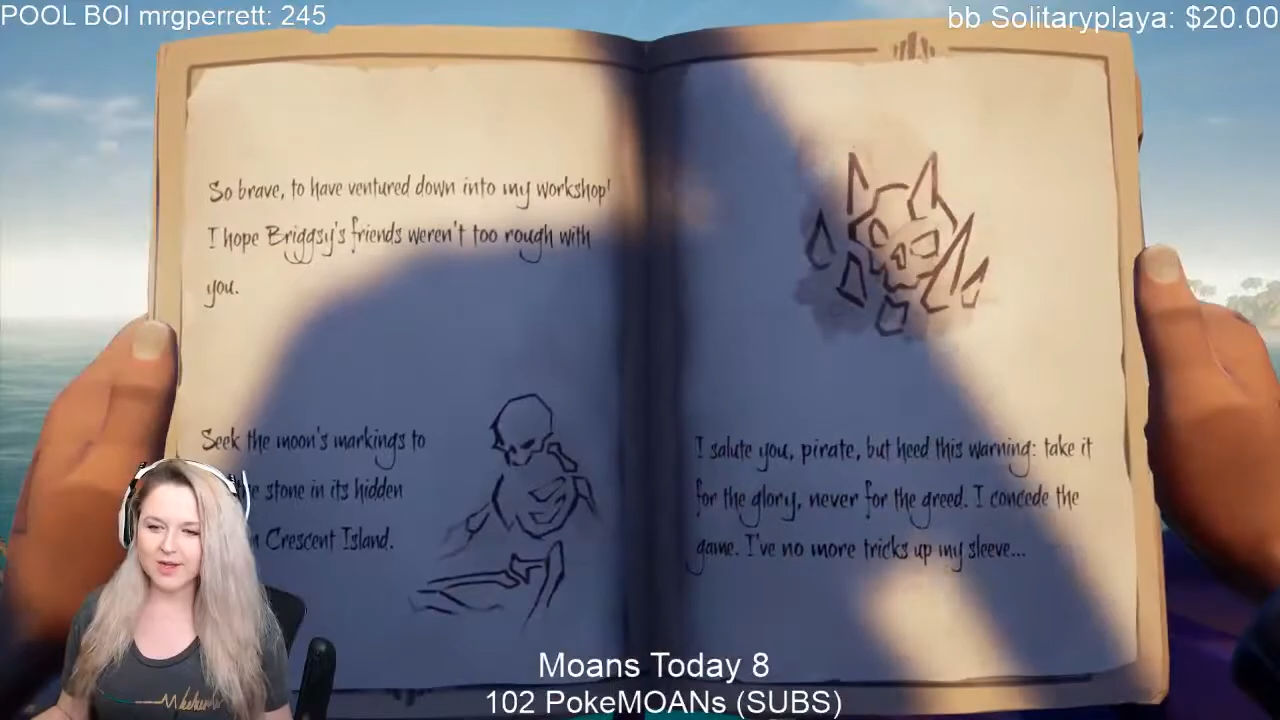 POOL BOI mrgperrett: 245
bb Solitaryplaya: $20.00
So brave, to have ventured down into my workshop!
I hope Briggsy's friends weren't too rough with
you.
Seek the moon's markings to
stone in its hidden
Crescent Island.
I salute you, pirate, but heed this warning: take it
for the glory, never for the greed. I concede the
game. I've no more tricks up my sleeve...
Moans Today 8
102 PokeMOANs (SUBS)